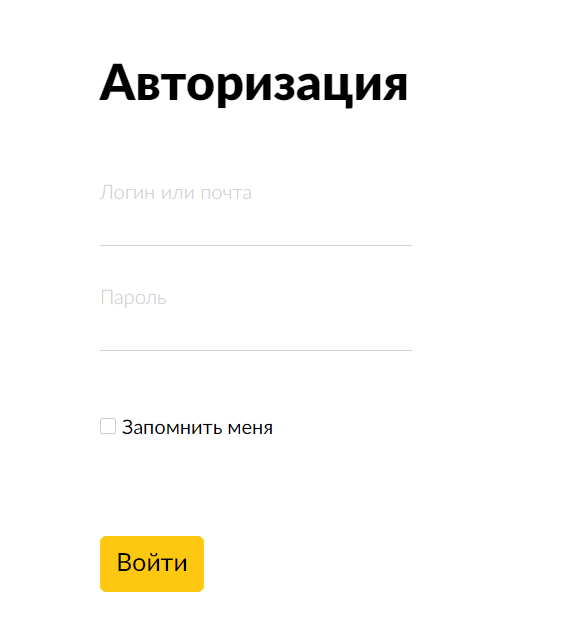 Авторизация
Логин или почта
Пароль
Запомнить меня
Войти